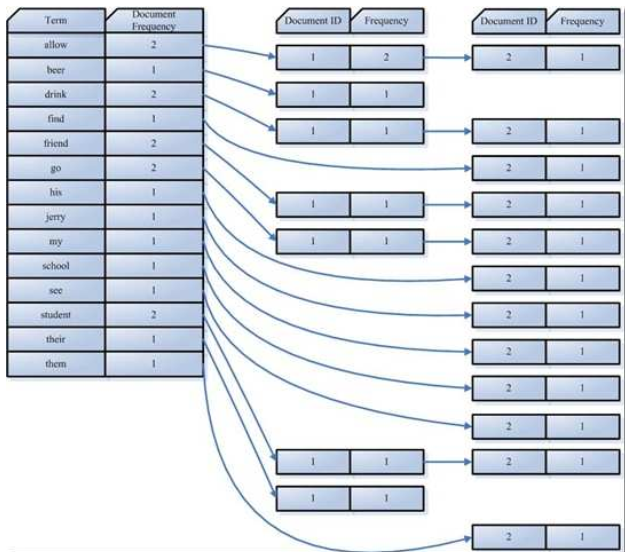 Term Document Frequency Document ID Frequency Document ID Frequency
allow 2 1 2 2 1
beer 1 1 1
drink 2 1 1 2 1
find 1 2 1
friend 2 1 1 2 1
go 2 1 1 2 1
his 1 2 1
jerry 1 2 1
my 1 2 1
school 1 2 1
see 1 2 1
student 2 1 1 2 1
their 1 1 1
them 1 2 1